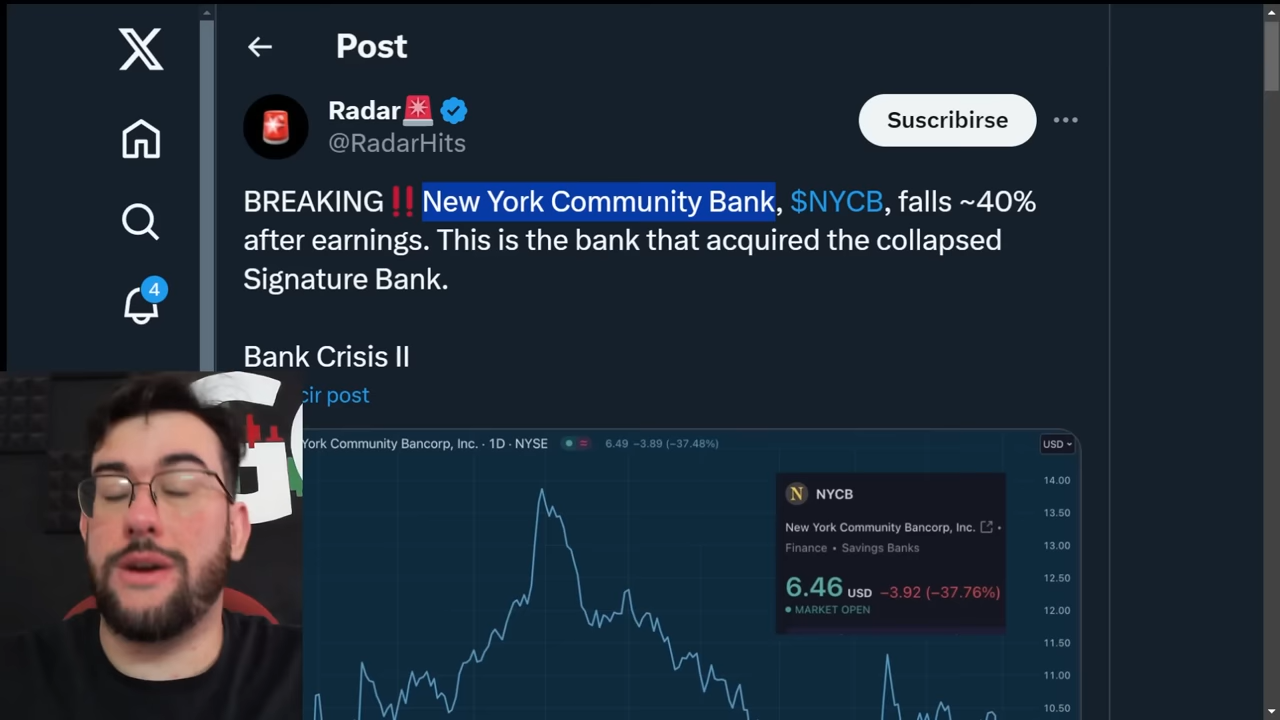 Post
Radar🚨
@RadarHits
Suscribirse
BREAKING‼️New York Community Bank, $NYCB, falls ~40%
after earnings. This is the bank that acquired the collapsed
Signature Bank.
4
Bank Crisis II
cir post
York Community Bancorp, Inc. · 1D · NYSE 6.49 −3.89 (−37.48%)
USD
N NYCB
New York Community Bancorp, Inc.
Finance • Savings Banks
6.46 USD −3.92 (−37.76%)
MARKET OPEN
14.00
13.50
13.00
12.50
12.00
11.50
11.00
10.50